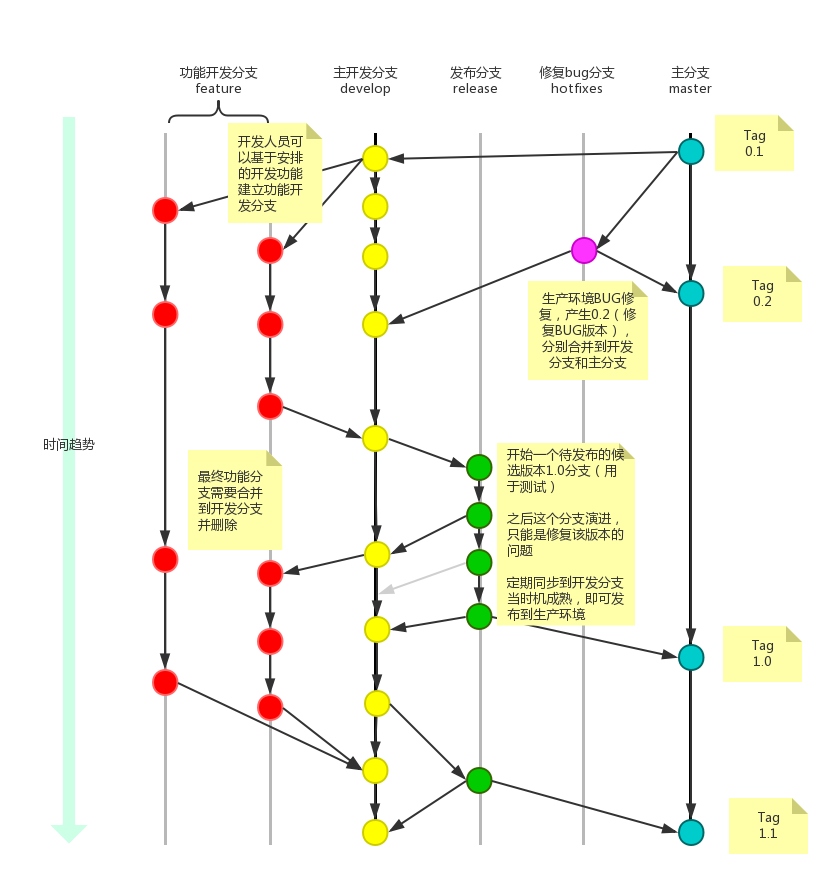 功能开发分支
feature
主开发分支
develop
发布分支
release
修复bug分支
hotfixes
主分支
master
Tag
0.1
开发人员可
以基于安排
的开发功能
建立功能开
发分支
Tag
0.2
生产环境BUG修
复，产生0.2（修
复BUG版本），
分别合并到开发
分支和主分支
时间趋势
最终功能分
支需要合并
到开发分支
并删除
开始一个待发布的候
选版本1.0分支（用
于测试）
之后这个分支演进，
只能是修复该版本的
问题
定期同步到开发分支
当时机成熟，即可发
布到生产环境
Tag
1.0
Tag
1.1